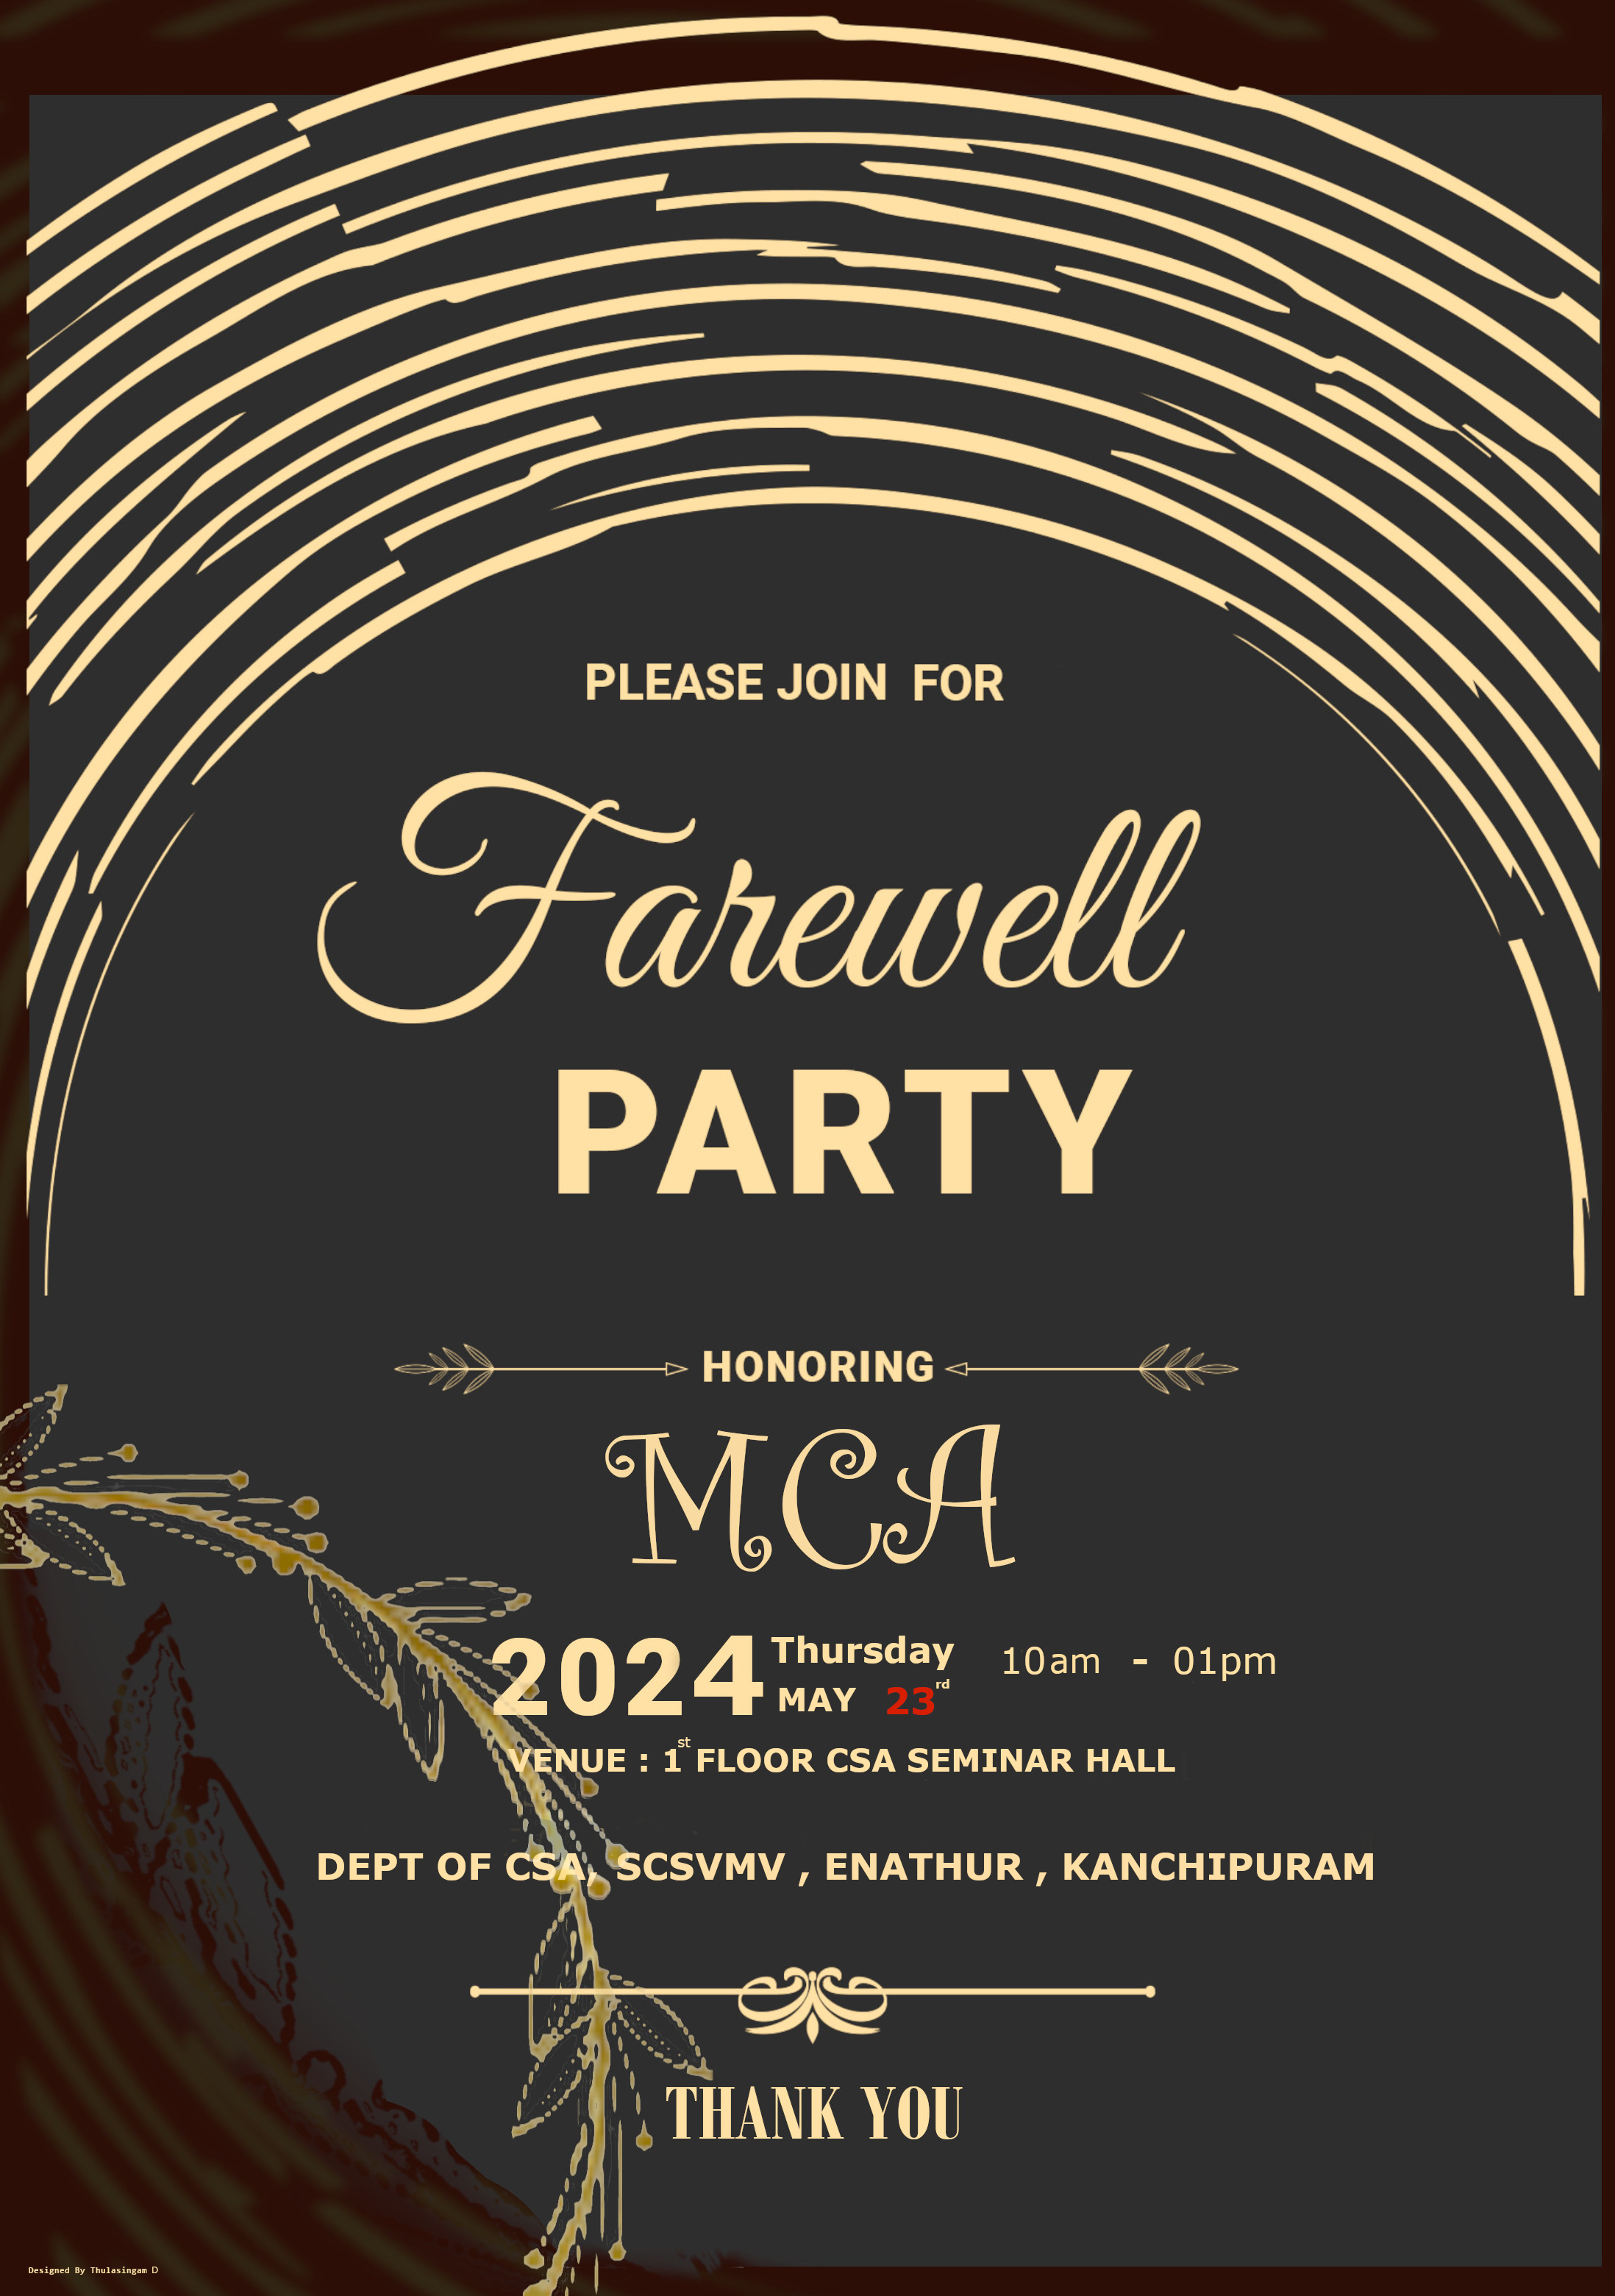 PLEASE JOIN FOR
Farewell
PARTY
HONORING
MCA
2024 Thursday 10am - 01pm
MAY 23rd
VENUE : 1st FLOOR CSA SEMINAR HALL
DEPT OF CSA, SCSVMV , ENATHUR , KANCHIPURAM
THANK YOU
Designed By Thulasingam D